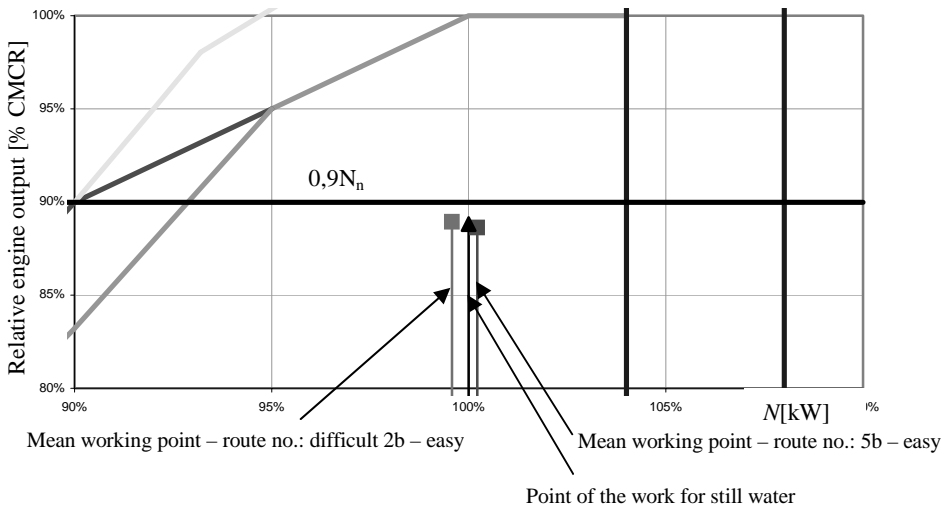 Relative engine output [% CMCR]
100%
95%
90%
85%
80%
0,9Nn
90%
95%
100%
105%
N[kW]
%
Mean working point – route no.: difficult 2b – easy
Mean working point – route no.: 5b – easy
Point of the work for still water